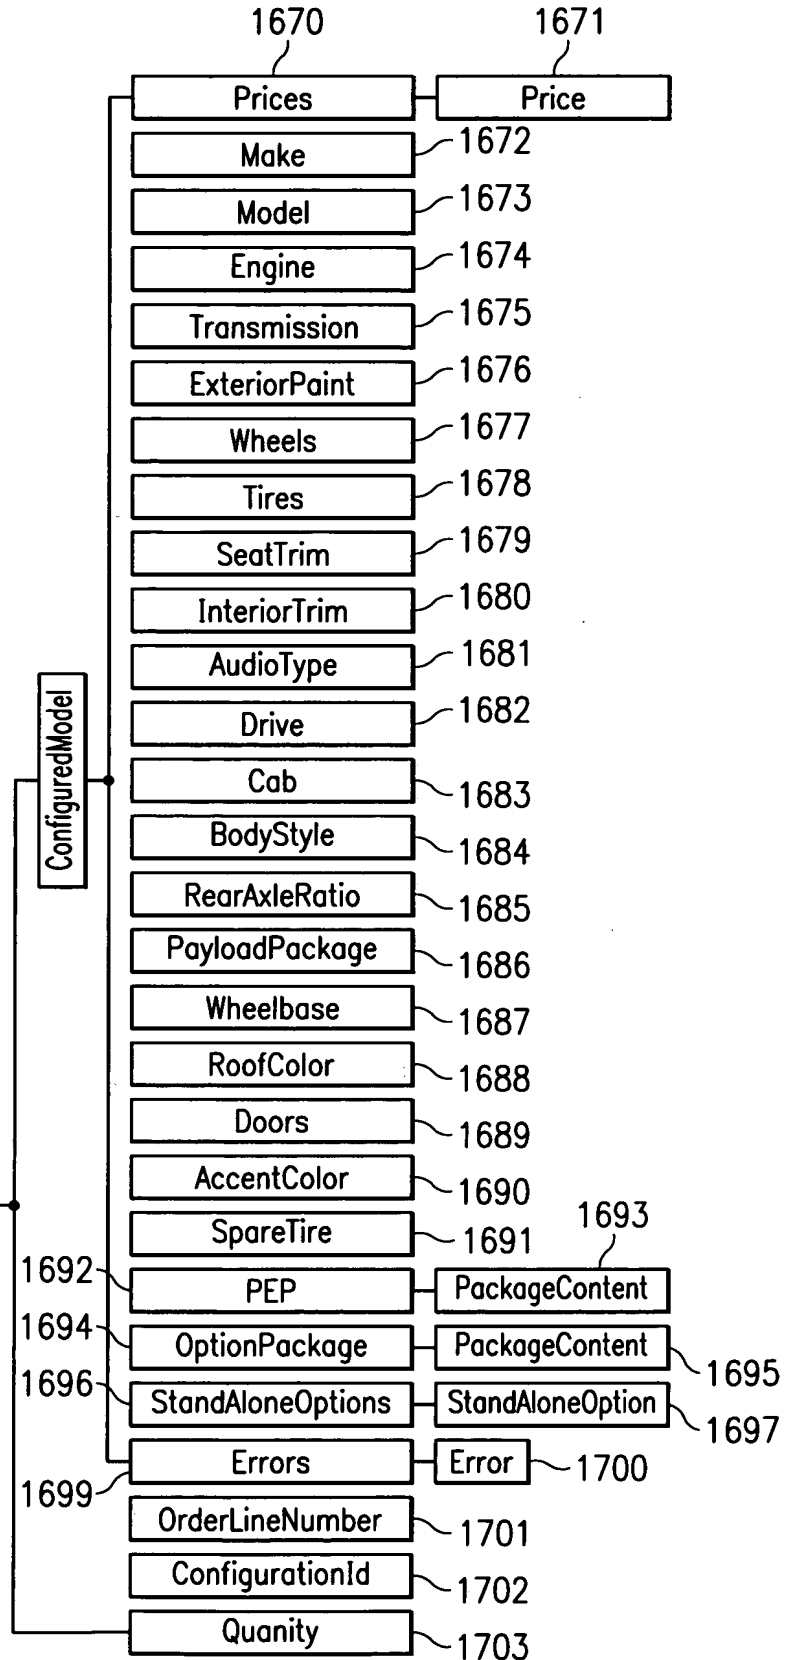 1670 1671
Prices Price
Make 1672
Model 1673
Engine 1674
Transmission 1675
ExteriorPaint 1676
Wheels 1677
Tires 1678
SeatTrim 1679
InteriorTrim 1680
AudioType 1681
Drive 1682
ConfiguredModel
Cab 1683
BodyStyle 1684
RearAxleRatio 1685
PayloadPackage 1686
Wheelbase 1687
RoofColor 1688
Doors 1689
AccentColor 1690
SpareTire 1691
1693
1692 PEP PackageContent
1694 OptionPackage PackageContent 1695
1696 StandAloneOptions StandAloneOption 1697
1699 Errors Error 1700
OrderLineNumber 1701
ConfigurationId 1702
Quanity 1703